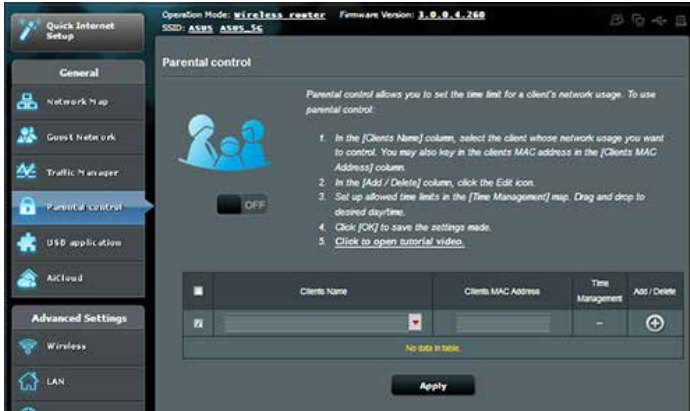 Quick Internet
Setup
Operation Mode: Wireless router Firmware Version: 3.0.0.4.260
SSID: ASUS ASUS_5G
General
Network Map
Guest Network
Traffic Manager
Parental control
USB application
AiCloud
Advanced Settings
Wireless
LAN
Parental control
Parental control allows you to set the time limit for a client's network usage. To use
parental control:
1. In the [Clients Name] column, select the client whose network usage you want
to control. You may also key in the clients MAC address in the [Clients MAC
Address] column.
2. In the [Add / Delete] column, click the Edit icon.
3. Set up allowed time limits in the [Time Management] map. Drag and drop to
desired day/time.
4. Click [OK] to save the settings made.
5. Click to open tutorial video.
OFF
Clients Name Clients MAC Address Time
Management Add / Delete
–
No data in table.
Apply